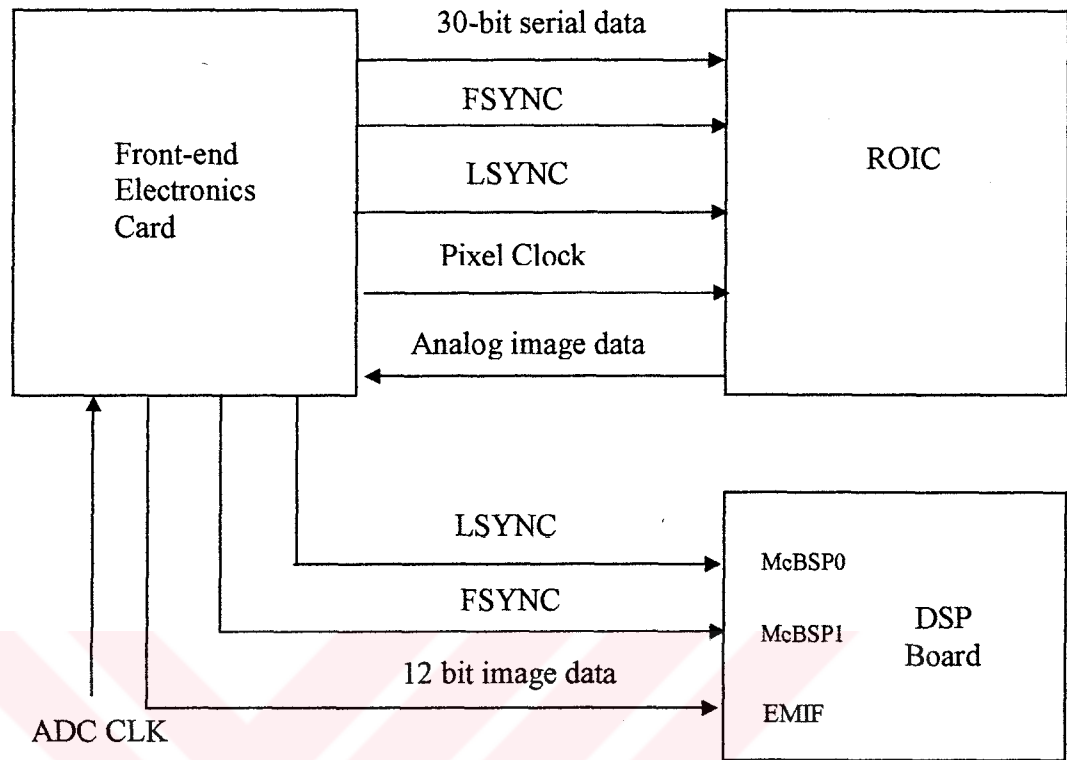 30-bit serial data
FSYNC
Front-end
Electronics
Card
ROIC
LSYNC
Pixel Clock
Analog image data
LSYNC
McBSP0
FSYNC
McBSP1
DSP
Board
12 bit image data
EMIF
ADC CLK